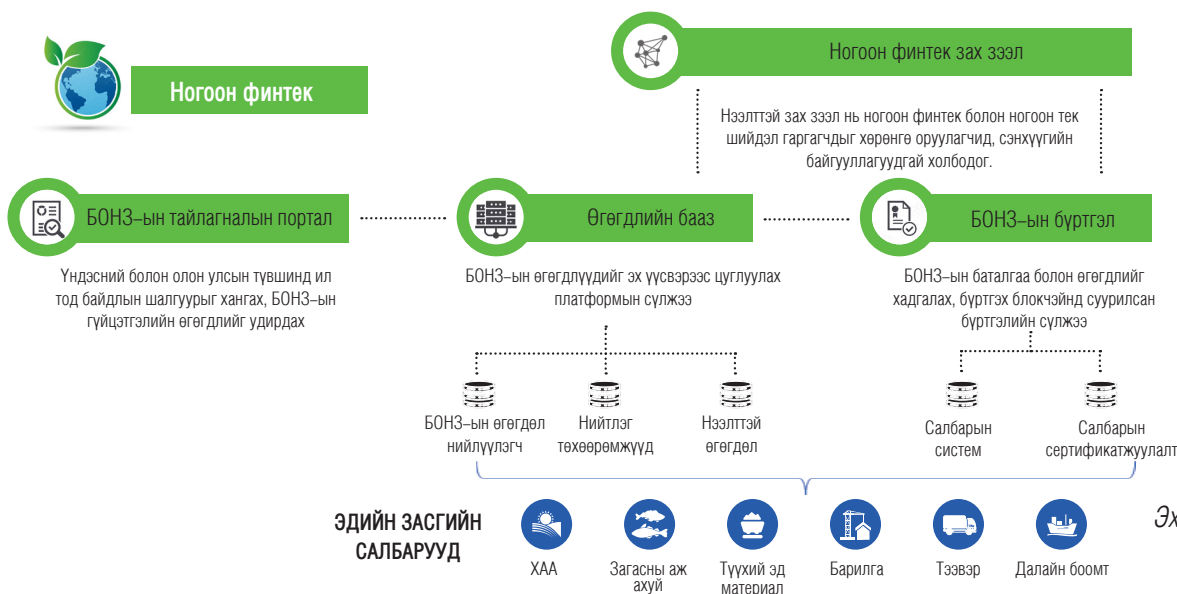 Ногоон финтек
Ногоон финтек зах зээл
Нээлттэй зах зээл нь ногоон финтек болон ногоон тек
шийдэл гаргагчдыг хөрөнгө оруулагчид, сэнхүүгийн
байгууллагуудгай холбодог.
БОНЗ–ын тайлагналын портал
Үндэсний болон олон улсын түвшинд ил
тод байдлын шалгуурыг хангах, БОНЗ–ын
гүйцэтгэлийн өгөгдлийг удирдах
Өгөгдлийн бааз
БОНЗ–ын өгөгдлүүдийг эх үүсвэрээс цуглуулах
платформын сүлжээ
БОНЗ–ын бүртгэл
БОНЗ–ын баталгаа болон өгөгдлийг
хадгалах, бүртгэх блокчэйнд суурилсан
бүртгэлийн сүлжээ
БОНЗ–ын өгөгдөл
нийлүүлэгч
Нийтлэг
төхөөрөмжүүд
Нээлттэй
өгөгдөл
Салбарын
систем
Салбарын
сертификатжуулалт
ЭДИЙН ЗАСГИЙН
САЛБАРУУД
ХАА
Загасны аж
ахуй
Түүхий эд
материал
Барилга
Тээвэр
Далайн боомт
Эх